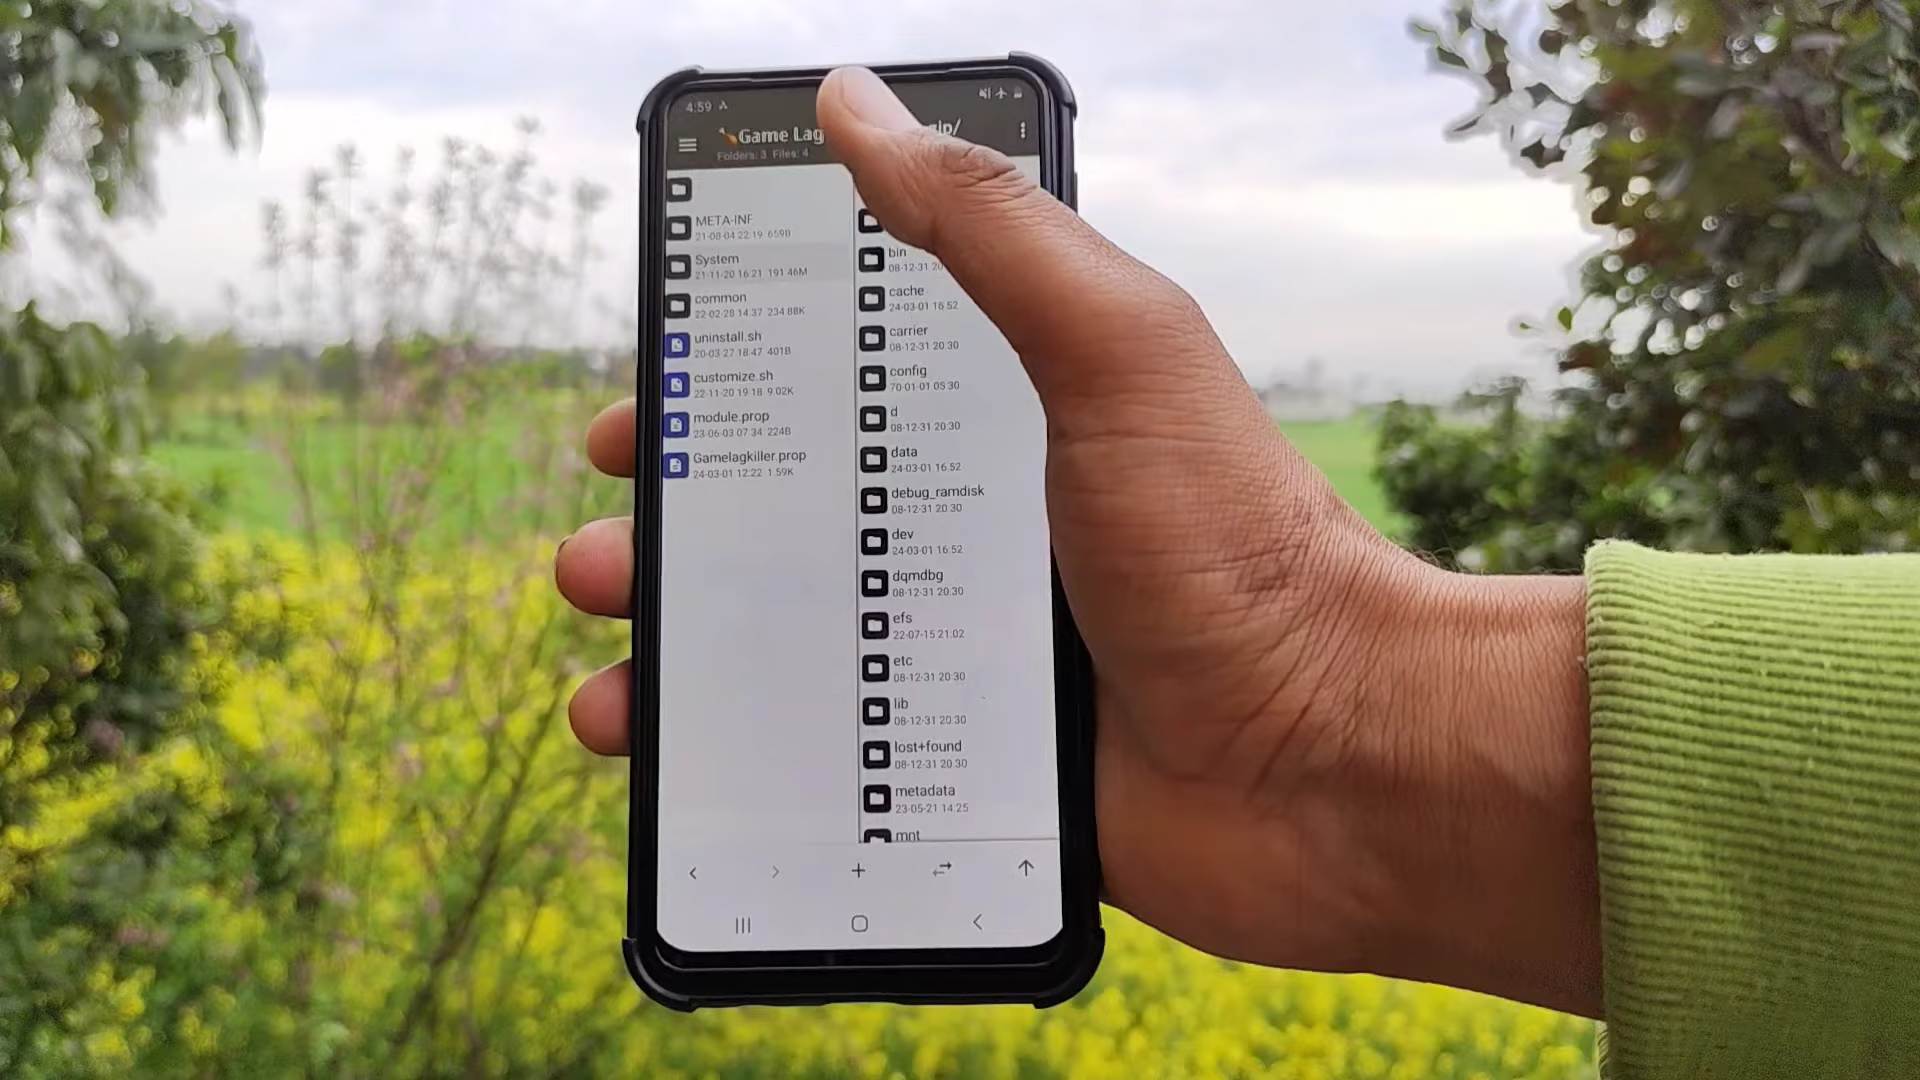 4:59
Game Lag zip/
Folders: 3 Files: 4
META-INF
21-08-04 22:19 659B
System
21-11-20 16:21 191.46M
common
22-02-28 14:37 234.88K
uninstall.sh
20-03-27 18:47 401B
customize.sh
22-11-20 19:18 9.02K
module.prop
23-06-03 07:34 224B
Gamelagkiller.prop
24-03-01 12:22 1.59K
bin
08-12-31 20
cache
24-03-01 16:52
carrier
08-12-31 20:30
config
70-01-01 05:30
d
08-12-31 20:30
data
24-03-01 16:52
debug_ramdisk
08-12-31 20:30
dev
24-03-01 16:52
dqmdbg
08-12-31 20:30
efs
22-07-15 21:02
etc
08-12-31 20:30
lib
08-12-31 20:30
lost+found
08-12-31 20:30
metadata
23-05-21 14:25
mnt